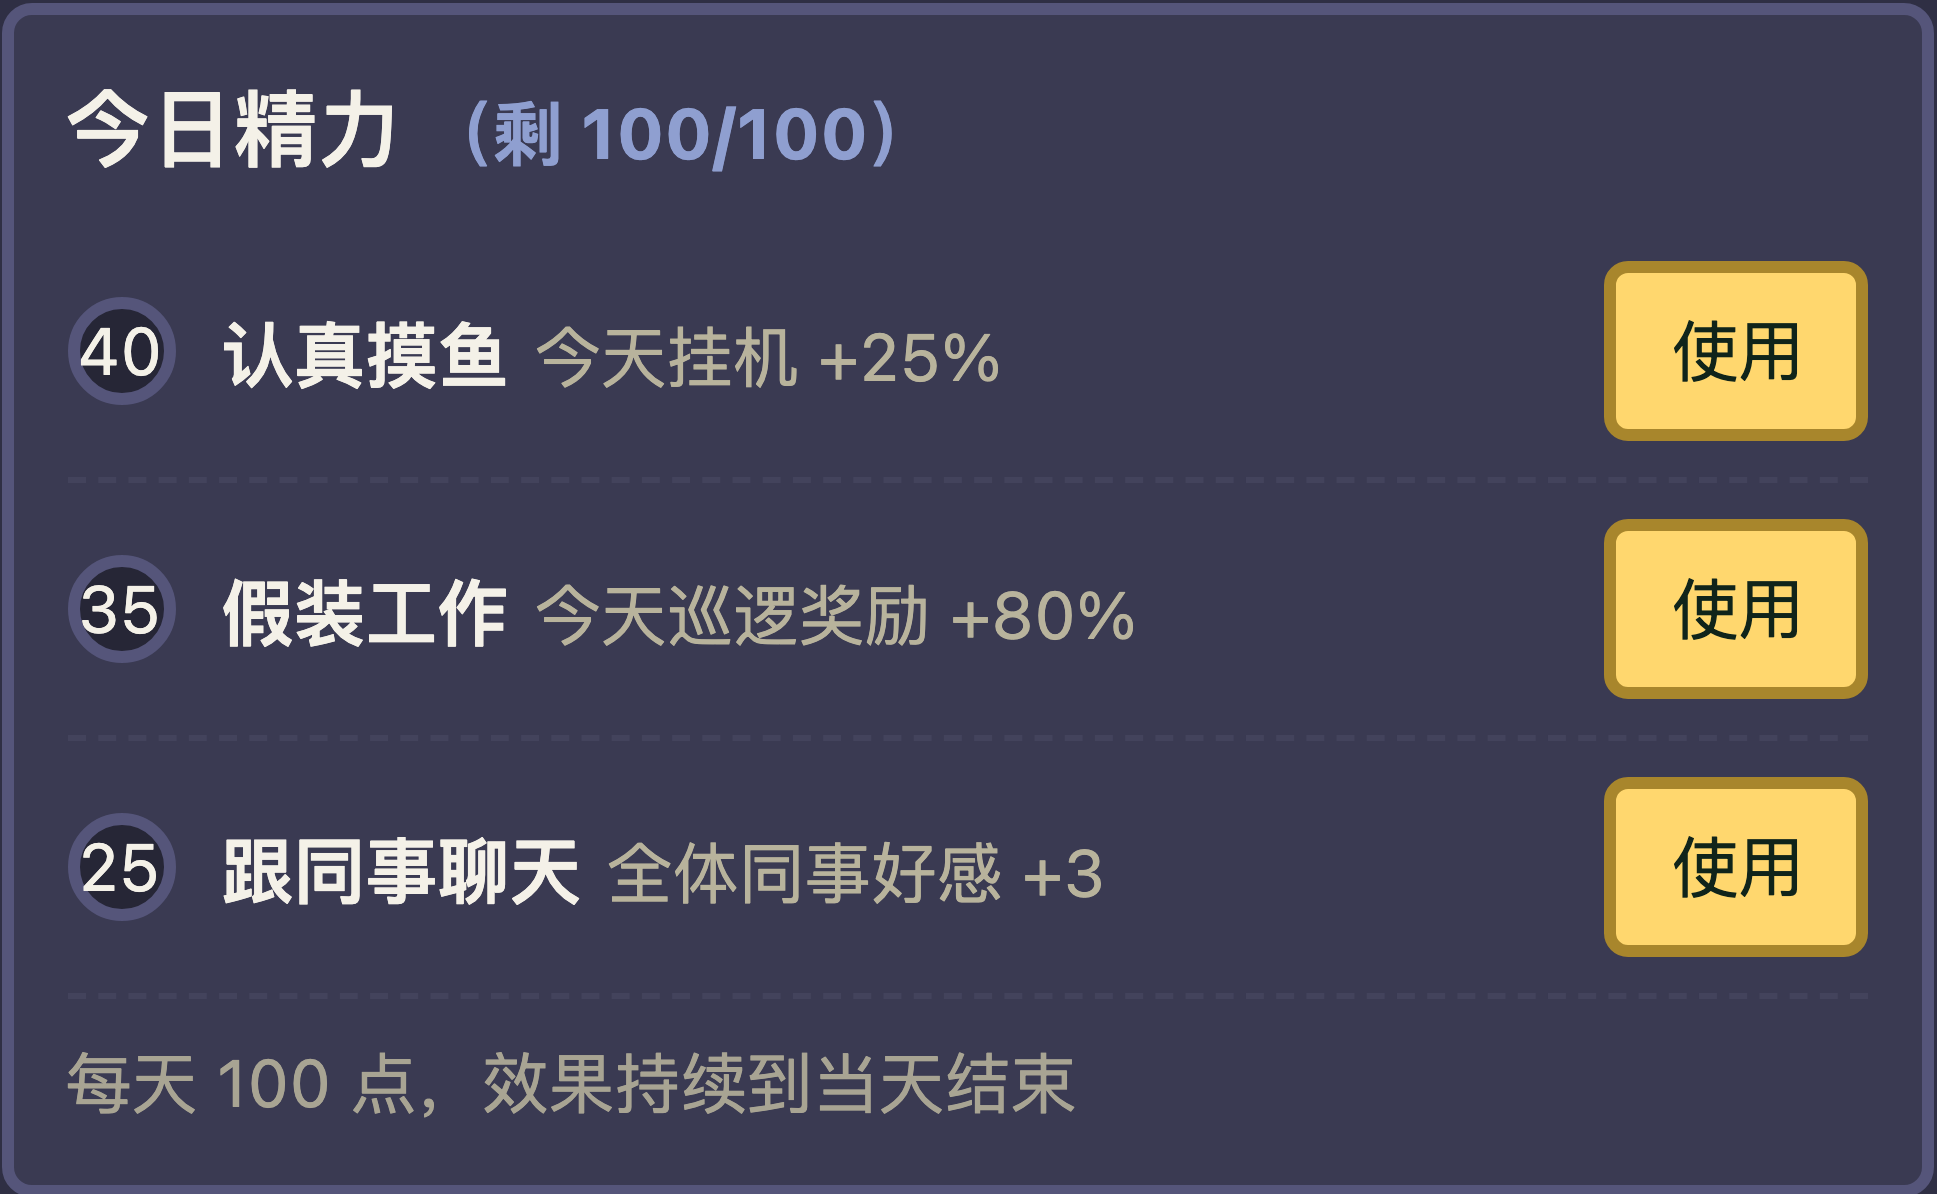 今日精力 （剩 100/100）
40 认真摸鱼 今天挂机 +25% 使用
35 假装工作 今天巡逻奖励 +80% 使用
25 跟同事聊天 全体同事好感 +3 使用
每天 100 点，效果持续到当天结束